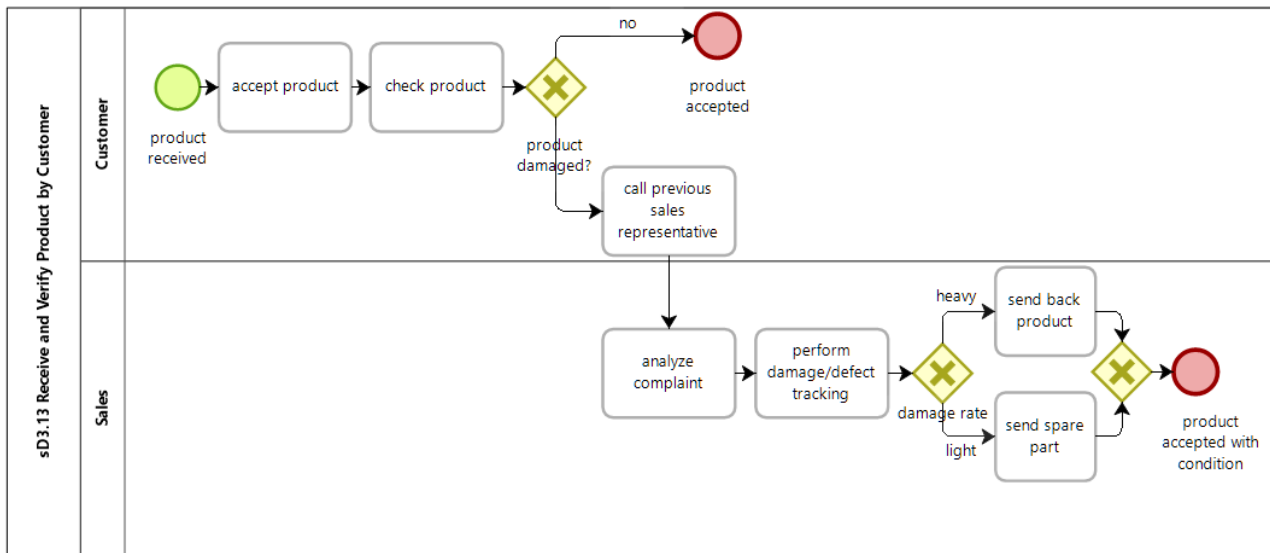 sD3.13 Receive and Verify Product by Customer
Customer
product
received
accept product
check product
product
damaged?
no
product
accepted
call previous
sales
representative
Sales
analyze
complaint
perform
damage/defect
tracking
damage rate
heavy
send back
product
light
send spare
part
product
accepted with
condition